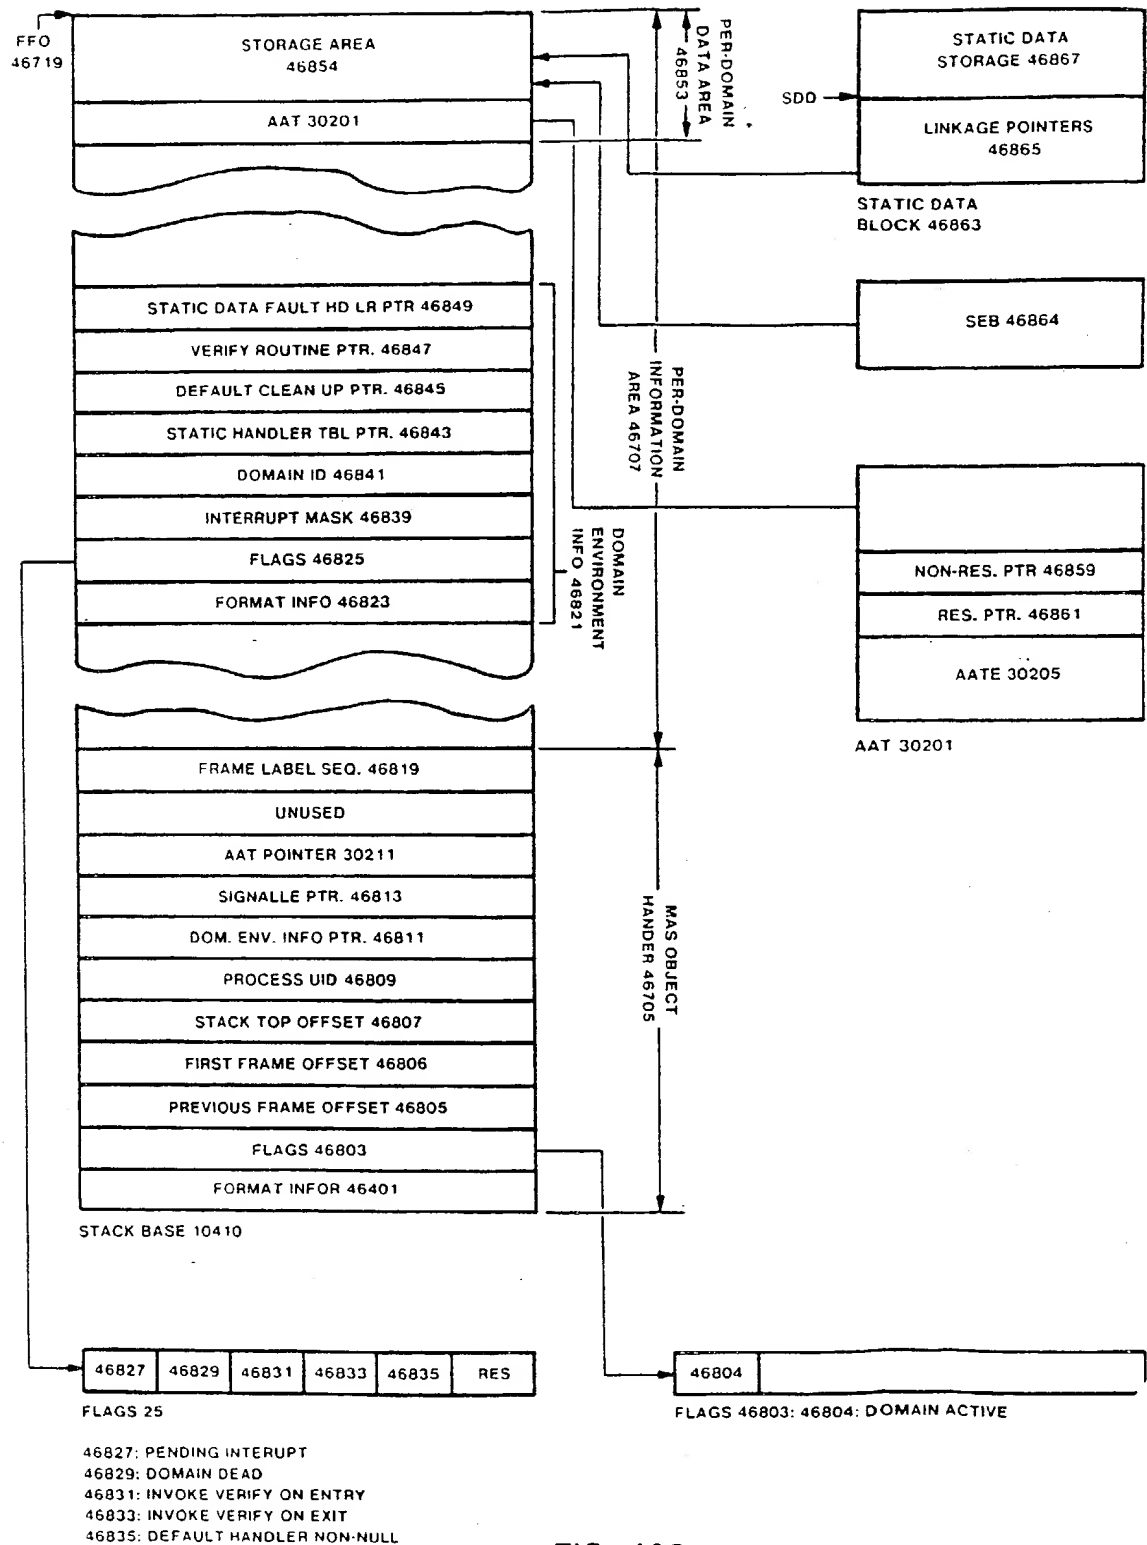 FFO
46719
STORAGE AREA
46854
AAT 30201
PER-DOMAIN
DATA AREA
46853
STATIC DATA
STORAGE 46867
SDO
LINKAGE POINTERS
46865
STATIC DATA
BLOCK 46863
STATIC DATA FAULT HD LR PTR 46849
VERIFY ROUTINE PTR. 46847
DEFAULT CLEAN UP PTR. 46845
STATIC HANDLER TBL PTR. 46843
DOMAIN ID 46841
INTERRUPT MASK 46839
FLAGS 46825
FORMAT INFO 46823
DOMAIN
ENVIRONMENT
INFO 46821
PER-DOMAIN
INFORMATION
AREA 46707
SEB 46864
NON-RES. PTR 46859
RES. PTR. 46861
AATE 30205
AAT 30201
FRAME LABEL SEQ. 46819
UNUSED
AAT POINTER 30211
SIGNALLE PTR. 46813
DOM. ENV. INFO PTR. 46811
PROCESS UID 46809
STACK TOP OFFSET 46807
FIRST FRAME OFFSET 46806
PREVIOUS FRAME OFFSET 46805
FLAGS 46803
FORMAT INFOR 46401
MAS OBJECT
HANDER 46705
STACK BASE 10410
46827 46829 46831 46833 46835 RES
FLAGS 25
46804
FLAGS 46803: 46804: DOMAIN ACTIVE
46827: PENDING INTERUPT
46829: DOMAIN DEAD
46831: INVOKE VERIFY ON ENTRY
46833: INVOKE VERIFY ON EXIT
46835: DEFAULT HANDLER NON-NULL